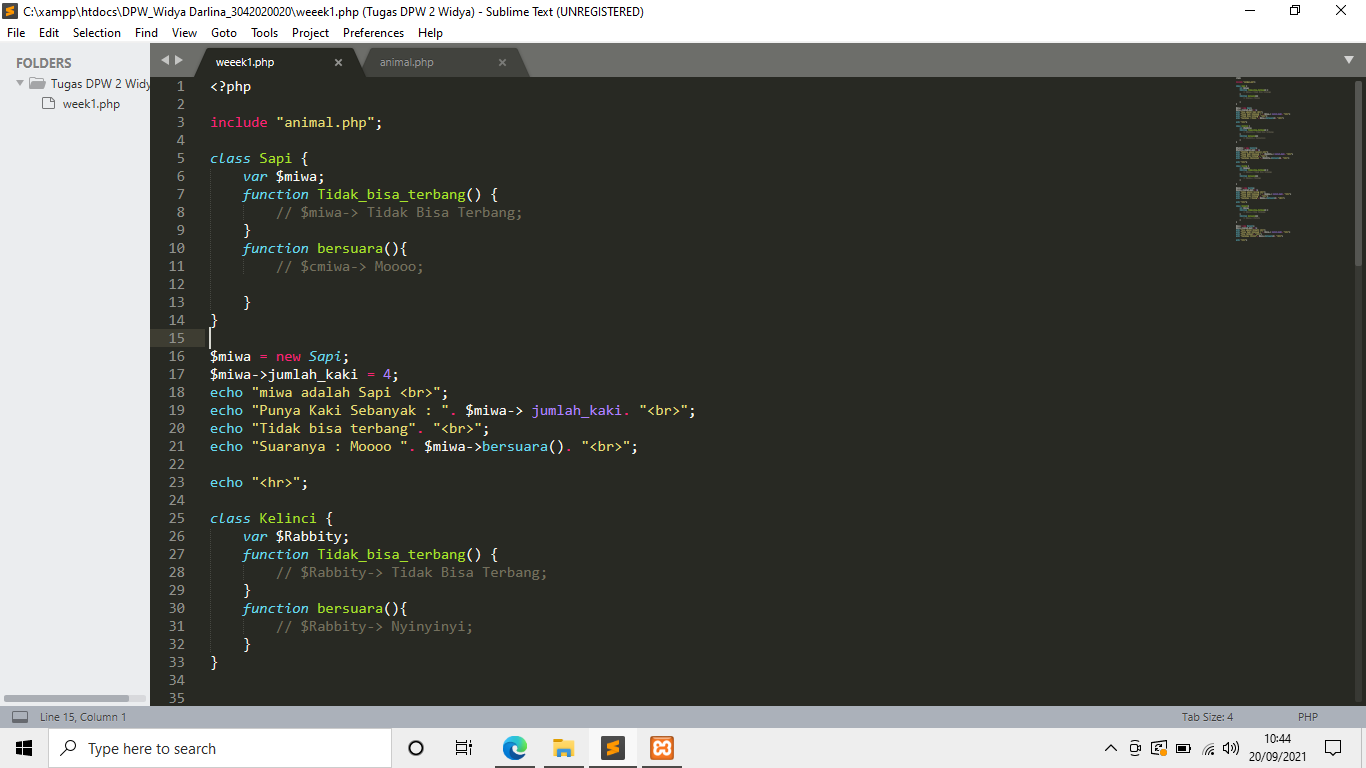 C:\xampp\htdocs\DPW_Widya Darlina_3042020020\weeek1.php (Tugas DPW 2 Widya) - Sublime Text (UNREGISTERED)
File Edit Selection Find View Goto Tools Project Preferences Help
FOLDERS
Tugas DPW 2 Widy
week1.php
weeek1.php × animal.php ×
1 <?php
2
3 include "animal.php";
4
5 class Sapi {
6 var $miwa;
7 function Tidak_bisa_terbang() {
8 // $miwa-> Tidak Bisa Terbang;
9 }
10 function bersuara(){
11 // $cmiwa-> Moooo;
12
13 }
14 }
15
16 $miwa = new Sapi;
17 $miwa->jumlah_kaki = 4;
18 echo "miwa adalah Sapi <br>";
19 echo "Punya Kaki Sebanyak : ". $miwa-> jumlah_kaki. "<br>";
20 echo "Tidak bisa terbang". "<br>";
21 echo "Suaranya : Moooo ". $miwa->bersuara(). "<br>";
22
23 echo "<hr>";
24
25 class Kelinci {
26 var $Rabbity;
27 function Tidak_bisa_terbang() {
28 // $Rabbity-> Tidak Bisa Terbang;
29 }
30 function bersuara(){
31 // $Rabbity-> Nyinyinyi;
32 }
33 }
34
35
Line 15, Column 1 Tab Size: 4 PHP
Type here to search
10:44
20/09/2021